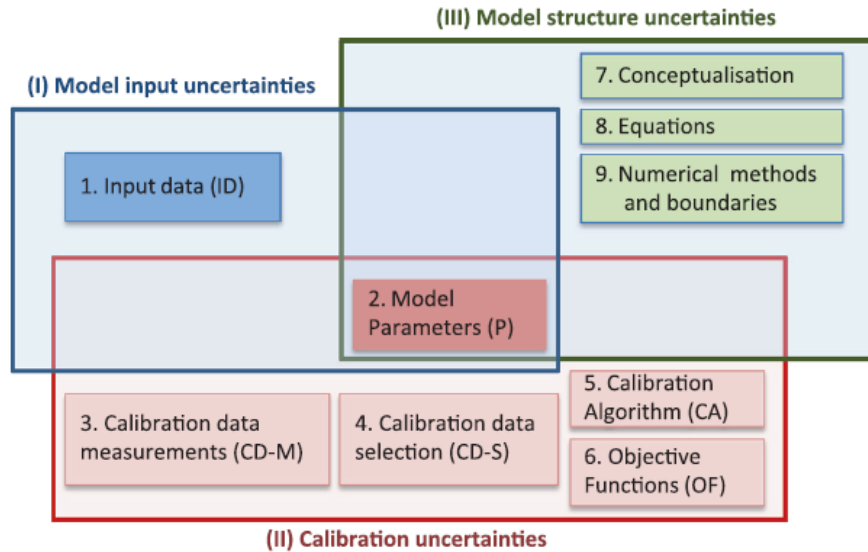 (III) Model structure uncertainties
7. Conceptualisation
(I) Model input uncertainties
8. Equations
1. Input data (ID)
9. Numerical methods
and boundaries
2. Model
Parameters (P)
3. Calibration data
measurements (CD-M)
4. Calibration data
selection (CD-S)
5. Calibration
Algorithm (CA)
6. Objective
Functions (OF)
(II) Calibration uncertainties